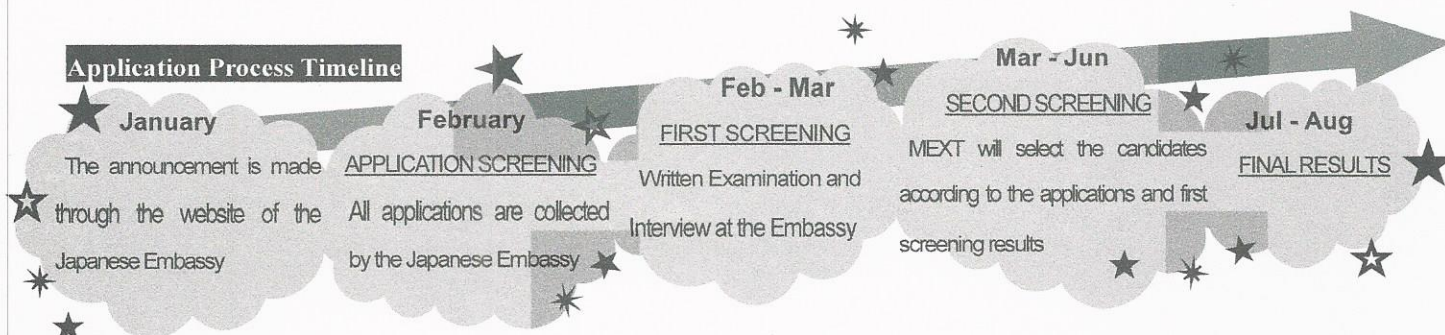 Application Process Timeline
January
The announcement is made
through the website of the
Japanese Embassy
February
APPLICATION SCREENING
All applications are collected
by the Japanese Embassy
Feb - Mar
FIRST SCREENING
Written Examination and
Interview at the Embassy
Mar - Jun
SECOND SCREENING
MEXT will select the candidates
according to the applications and first
screening results
Jul - Aug
FINAL RESULTS